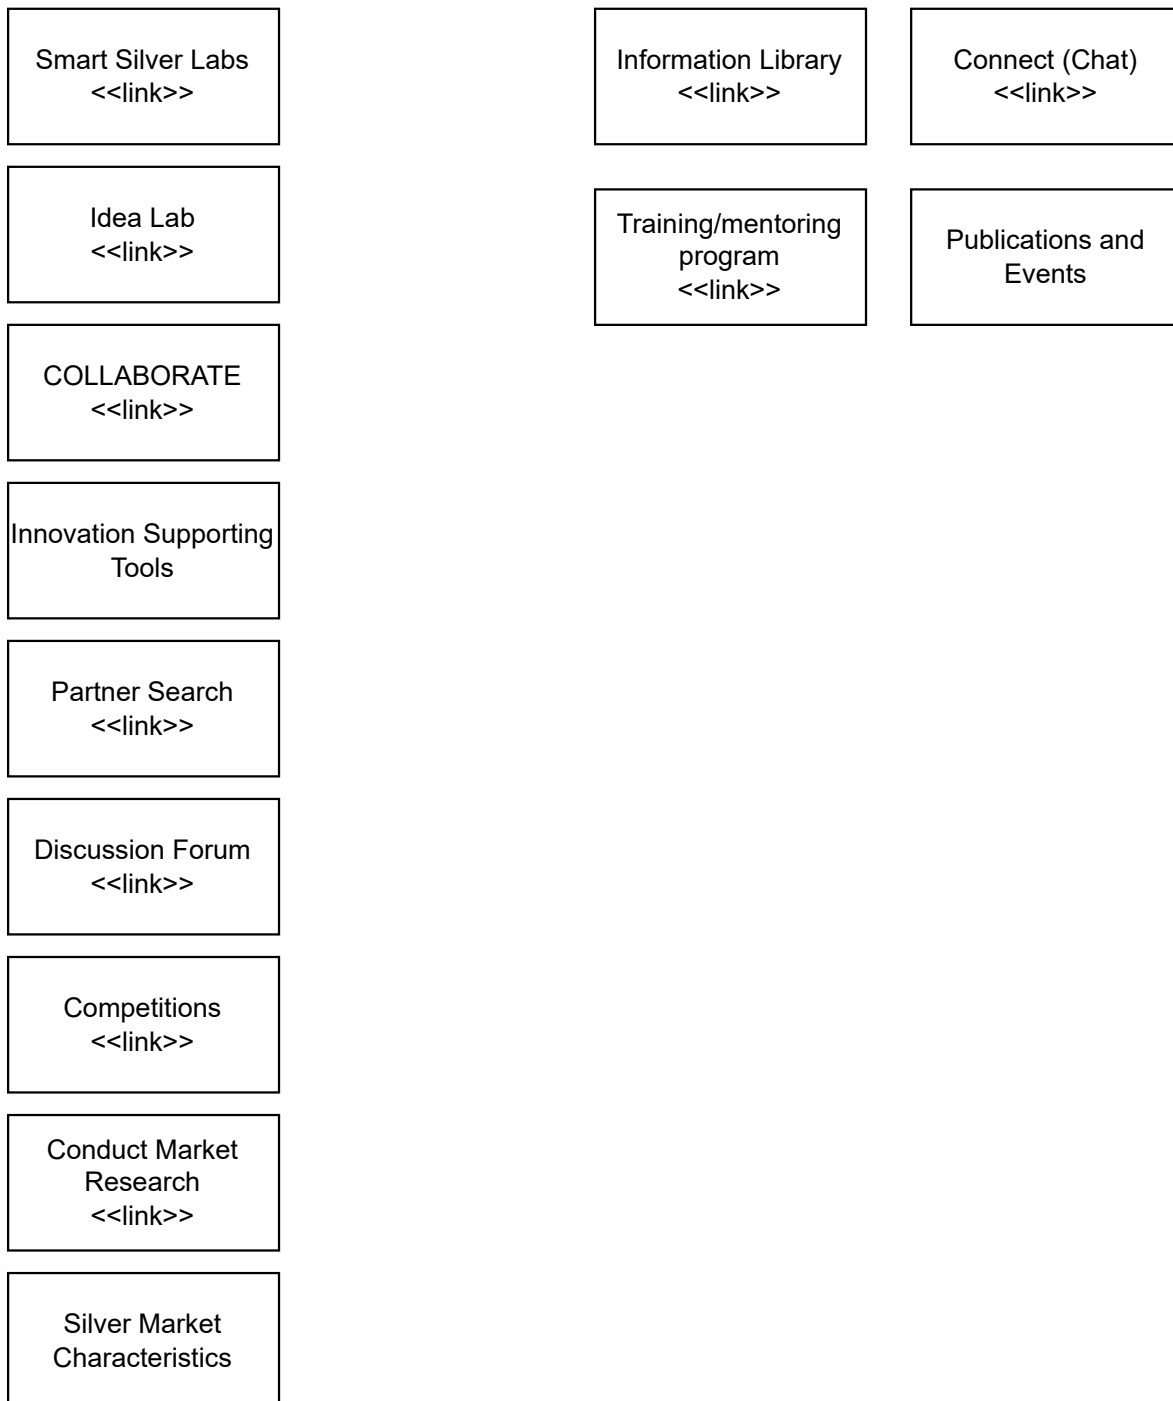 Smart Silver Labs
<<link>>
Idea Lab
<<link>>
COLLABORATE
<<link>>
Innovation Supporting
Tools
Partner Search
<<link>>
Discussion Forum
<<link>>
Competitions
<<link>>
Conduct Market
Research
<<link>>
Silver Market
Characteristics
Information Library
<<link>>
Connect (Chat)
<<link>>
Training/mentoring
program
<<link>>
Publications and
Events